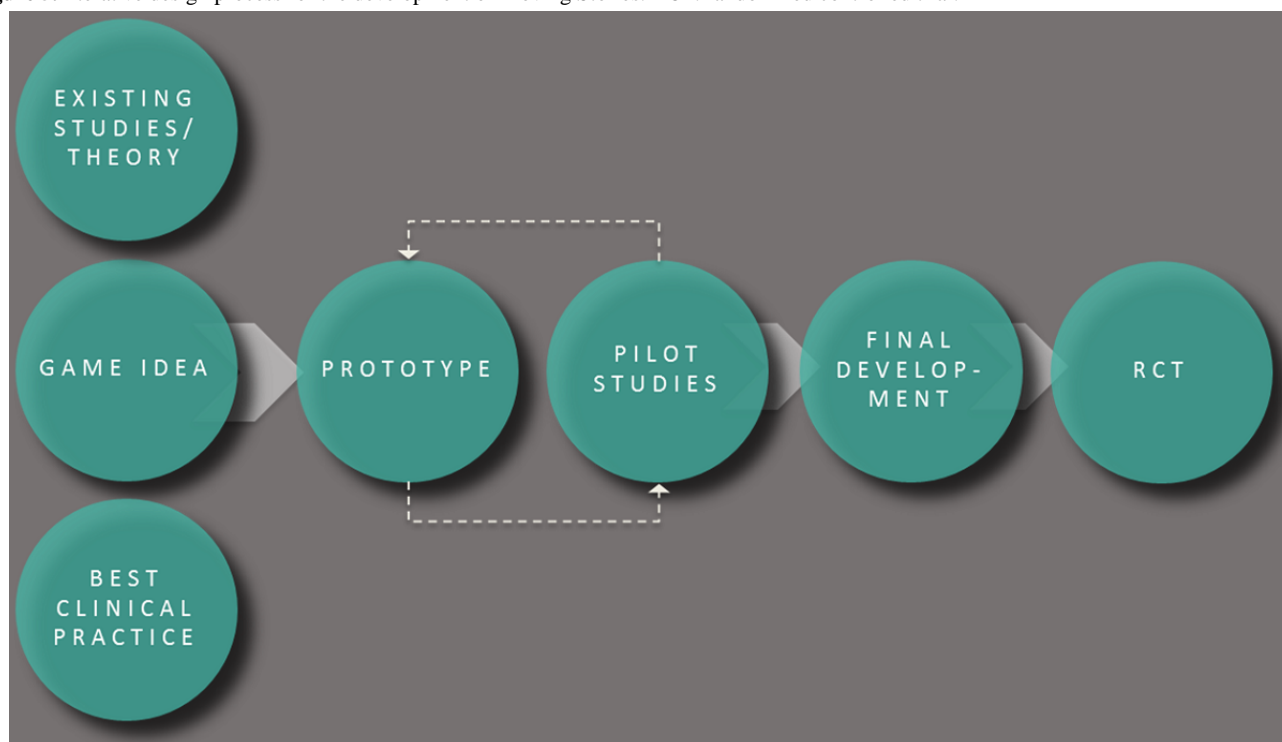 EXISTING
STUDIES/
THEORY
GAME IDEA
PROTOTYPE
PILOT
STUDIES
FINAL
DEVELOP-
MENT
RCT
BEST
CLINICAL
PRACTICE